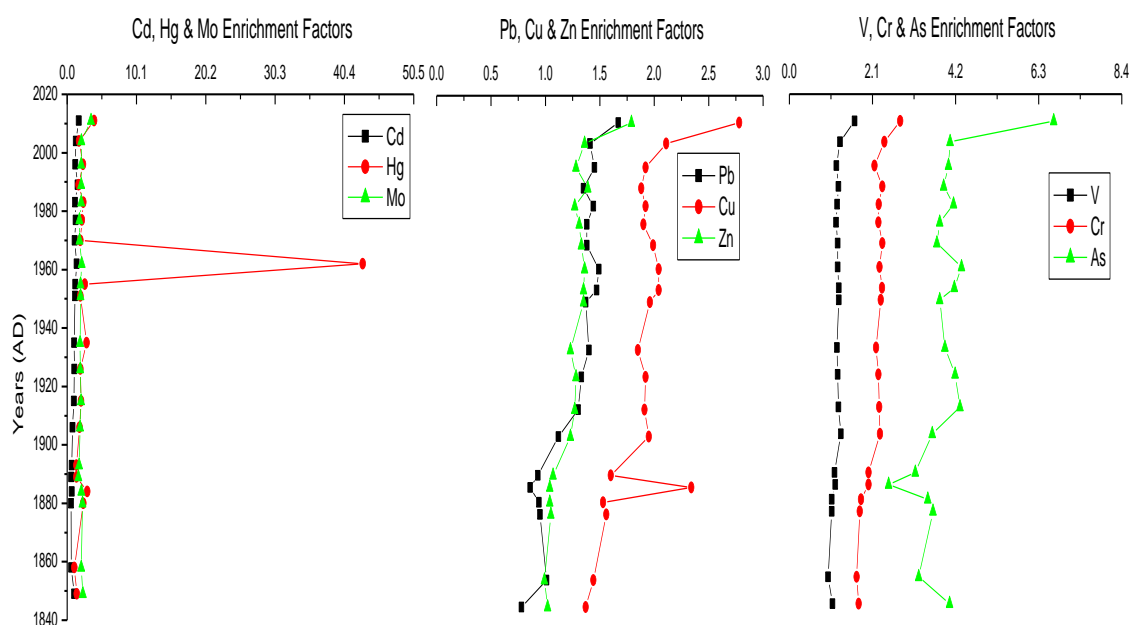 Cd, Hg & Mo Enrichment Factors
Pb, Cu & Zn Enrichment Factors
V, Cr & As Enrichment Factors
0.0 10.1 20.2 30.3 40.4 50.5
0.0 0.5 1.0 1.5 2.0 2.5 3.0
0.0 2.1 4.2 6.3 8.4
Years (AD)
2020
2000
1980
1960
1940
1920
1900
1880
1860
1840
Cd
Hg
Mo
Pb
Cu
Zn
V
Cr
As